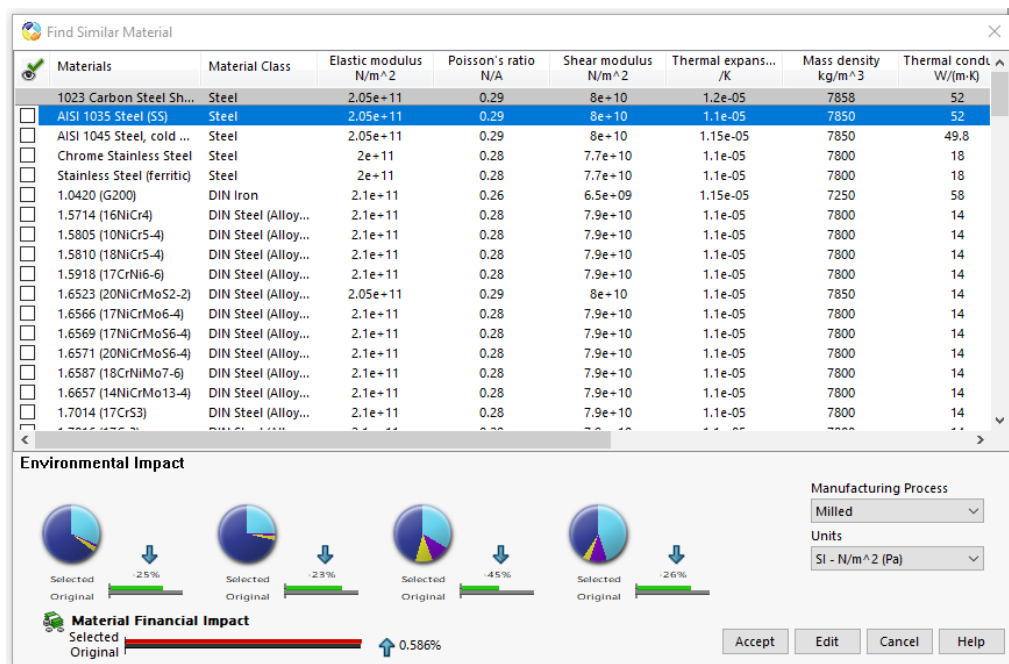 Find Similar Material
Materials Material Class Elastic modulus N/m^2 Poisson's ratio N/A Shear modulus N/m^2 Thermal expans... /K Mass density kg/m^3 Thermal condu W/(m·K)
1023 Carbon Steel Sh... Steel 2.05e+11 0.29 8e+10 1.2e-05 7858 52
AISI 1035 Steel (SS) Steel 2.05e+11 0.29 8e+10 1.1e-05 7850 52
AISI 1045 Steel, cold ... Steel 2.05e+11 0.29 8e+10 1.15e-05 7850 49.8
Chrome Stainless Steel Steel 2e+11 0.28 7.7e+10 1.1e-05 7800 18
Stainless Steel (ferritic) Steel 2e+11 0.28 7.7e+10 1.1e-05 7800 18
1.0420 (G200) DIN Iron 2.1e+11 0.26 6.5e+09 1.15e-05 7250 58
1.5714 (16NiCr4) DIN Steel (Alloy... 2.1e+11 0.28 7.9e+10 1.1e-05 7800 14
1.5805 (10NiCr5-4) DIN Steel (Alloy... 2.1e+11 0.28 7.9e+10 1.1e-05 7800 14
1.5810 (18NiCr5-4) DIN Steel (Alloy... 2.1e+11 0.28 7.9e+10 1.1e-05 7800 14
1.5918 (17CrNi6-6) DIN Steel (Alloy... 2.1e+11 0.28 7.9e+10 1.1e-05 7800 14
1.6523 (20NiCrMoS2-2) DIN Steel (Alloy... 2.05e+11 0.29 8e+10 1.1e-05 7850 14
1.6566 (17NiCrMo6-4) DIN Steel (Alloy... 2.1e+11 0.28 7.9e+10 1.1e-05 7800 14
1.6569 (17NiCrMoS6-4) DIN Steel (Alloy... 2.1e+11 0.28 7.9e+10 1.1e-05 7800 14
1.6571 (20NiCrMoS6-4) DIN Steel (Alloy... 2.1e+11 0.28 7.9e+10 1.1e-05 7800 14
1.6587 (18CrNiMo7-6) DIN Steel (Alloy... 2.1e+11 0.28 7.9e+10 1.1e-05 7800 14
1.6657 (14NiCrMo13-4) DIN Steel (Alloy... 2.1e+11 0.28 7.9e+10 1.1e-05 7800 14
1.7014 (17CrS3) DIN Steel (Alloy... 2.1e+11 0.28 7.9e+10 1.1e-05 7800 14
Environmental Impact
Manufacturing Process
Milled
Units
SI - N/m^2 (Pa)
Selected -25% Selected -23% Selected -45% Selected -26%
Original Original Original Original
Material Financial Impact
Selected
Original 0.586%
Accept Edit Cancel Help